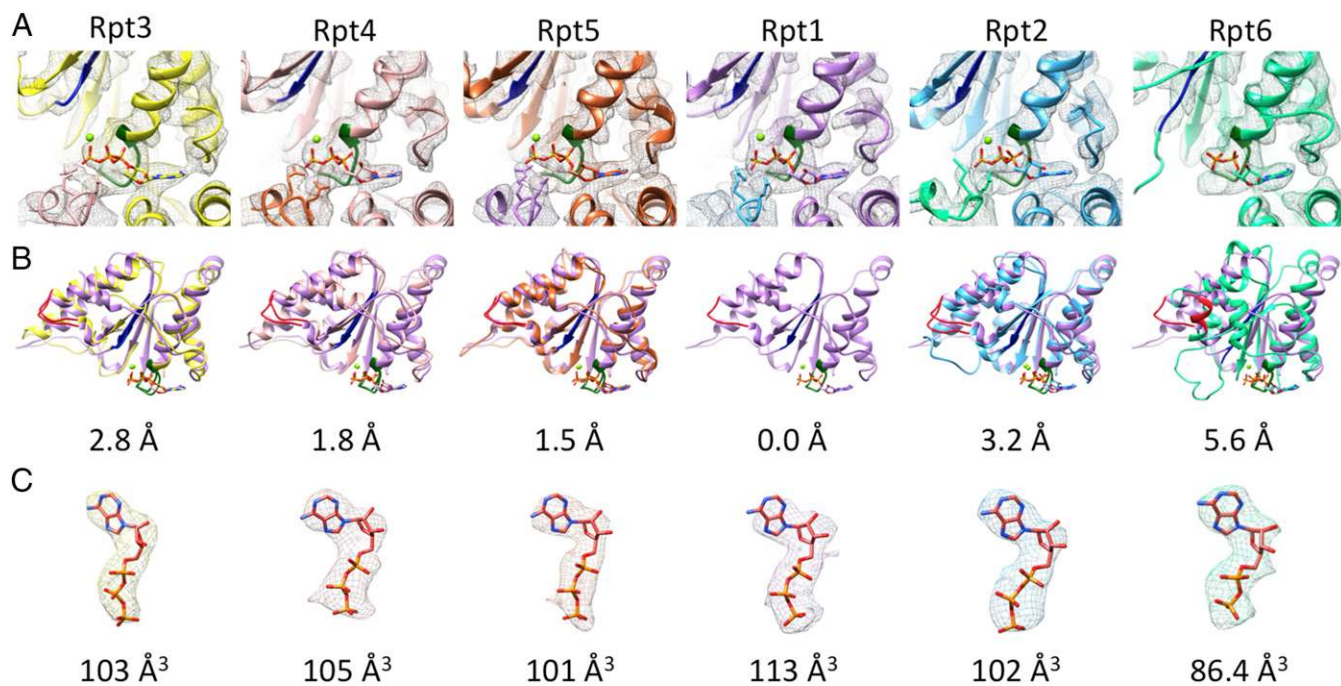 A
Rpt3 Rpt4 Rpt5 Rpt1 Rpt2 Rpt6
B
2.8 Å 1.8 Å 1.5 Å 0.0 Å 3.2 Å 5.6 Å
C
103 Å³ 105 Å³ 101 Å³ 113 Å³ 102 Å³ 86.4 Å³